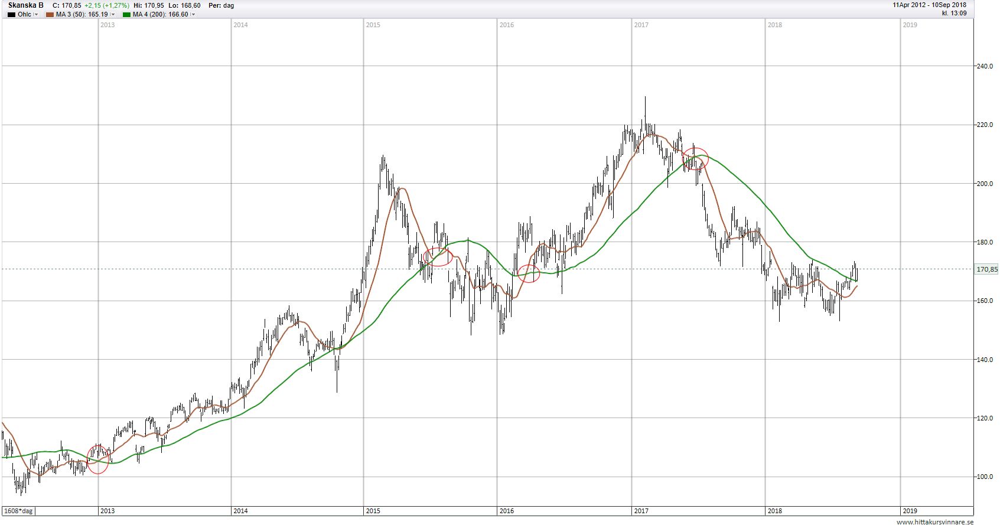 Skanska B C: 170,85 +2,15 (+1,27%) Hi: 170,95 Lo: 168,60 Per: dag 11Apr 2012 - 10Sep 2018
Ohlc MA 3 (50): 165.19 MA 4 (200): 166.60 kl. 13:09
2013 2014 2015 2016 2017 2018 2019
240.0
220.0
200.0
180.0
170,85
160.0
140.0
120.0
100.0
1608*dag 2013 2014 2015 2016 2017 2018 2019
www.hittakursvinnare.se